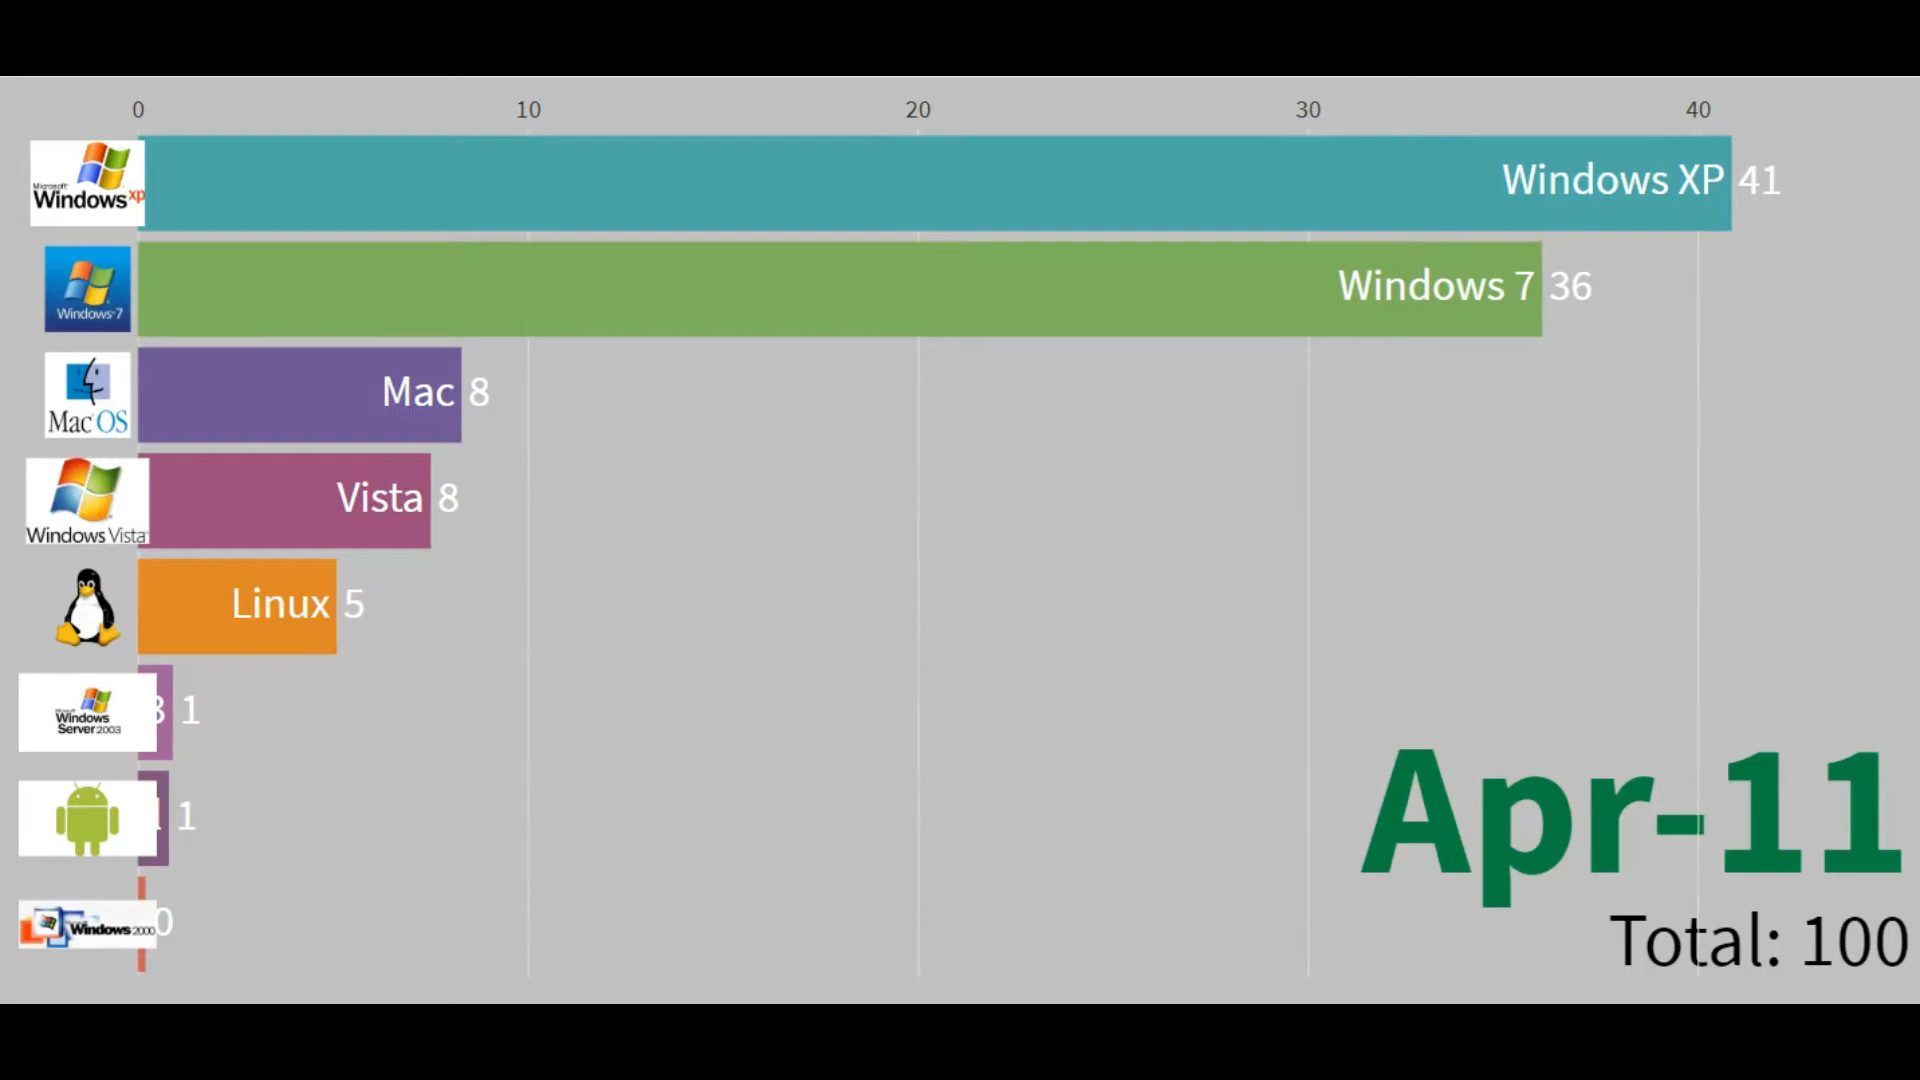 0 10 20 30 40
Microsoft
Windows xp
Windows XP 41
Windows 7
Windows 7 36
Mac OS
Mac 8
Windows Vista
Vista 8
Linux 5
Windows
Server 2003
3 1
1
Windows 2000
0
Apr-11
Total: 100